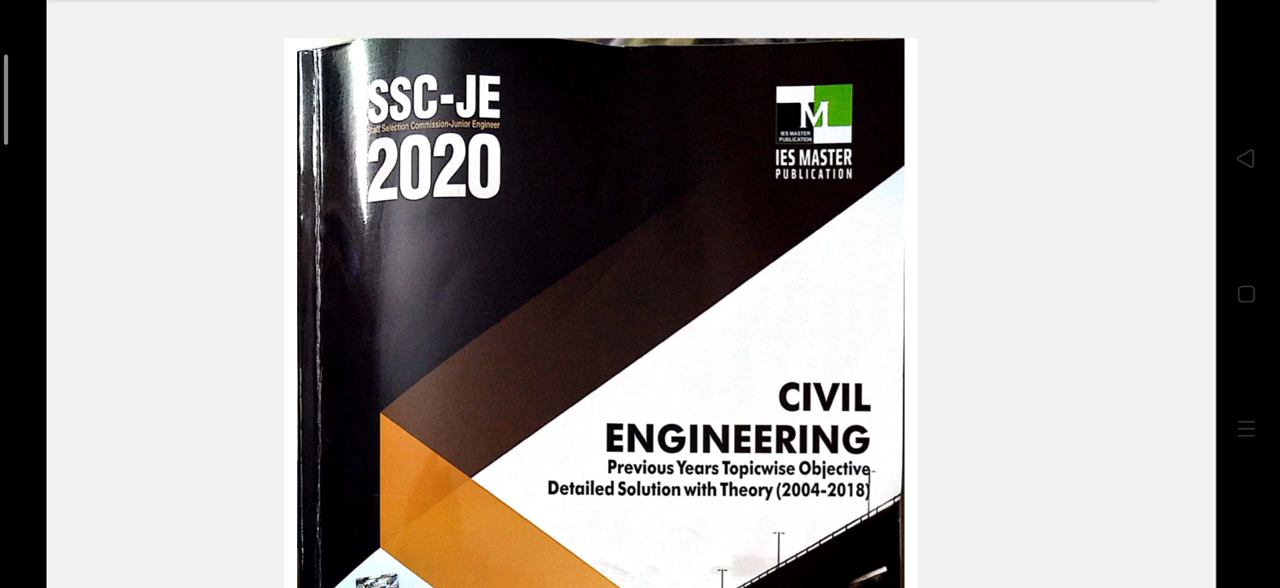 SSC-JE
Staff Selection Commission-Junior Engineer
2020
M
IES MASTER
PUBLICATION
IES MASTER
PUBLICATION
CIVIL
ENGINEERING
Previous Years Topicwise Objective
Detailed Solution with Theory (2004-2018)